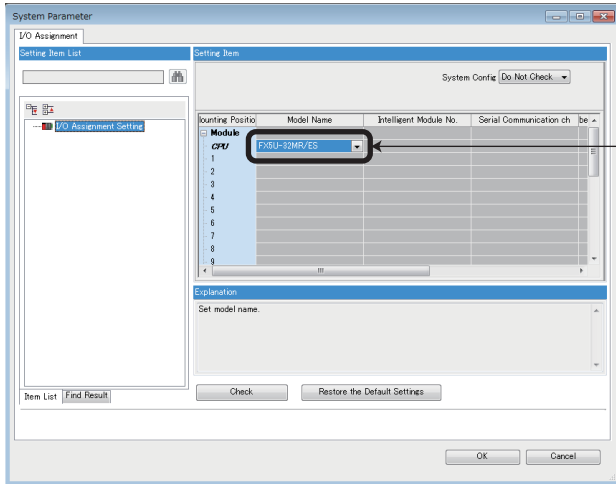 System Parameter
I/O Assignment
Setting Item List
Setting Item
System Config Do Not Check
I/O Assignment Setting
lounting Positio Model Name Intelligent Module No. Serial Communication ch be
Module
CPU FX5U-32MR/ES
1
2
3
4
5
6
7
8
9
Explanation
Set model name.
Item List Find Result
Check Restore the Default Settings
OK Cancel